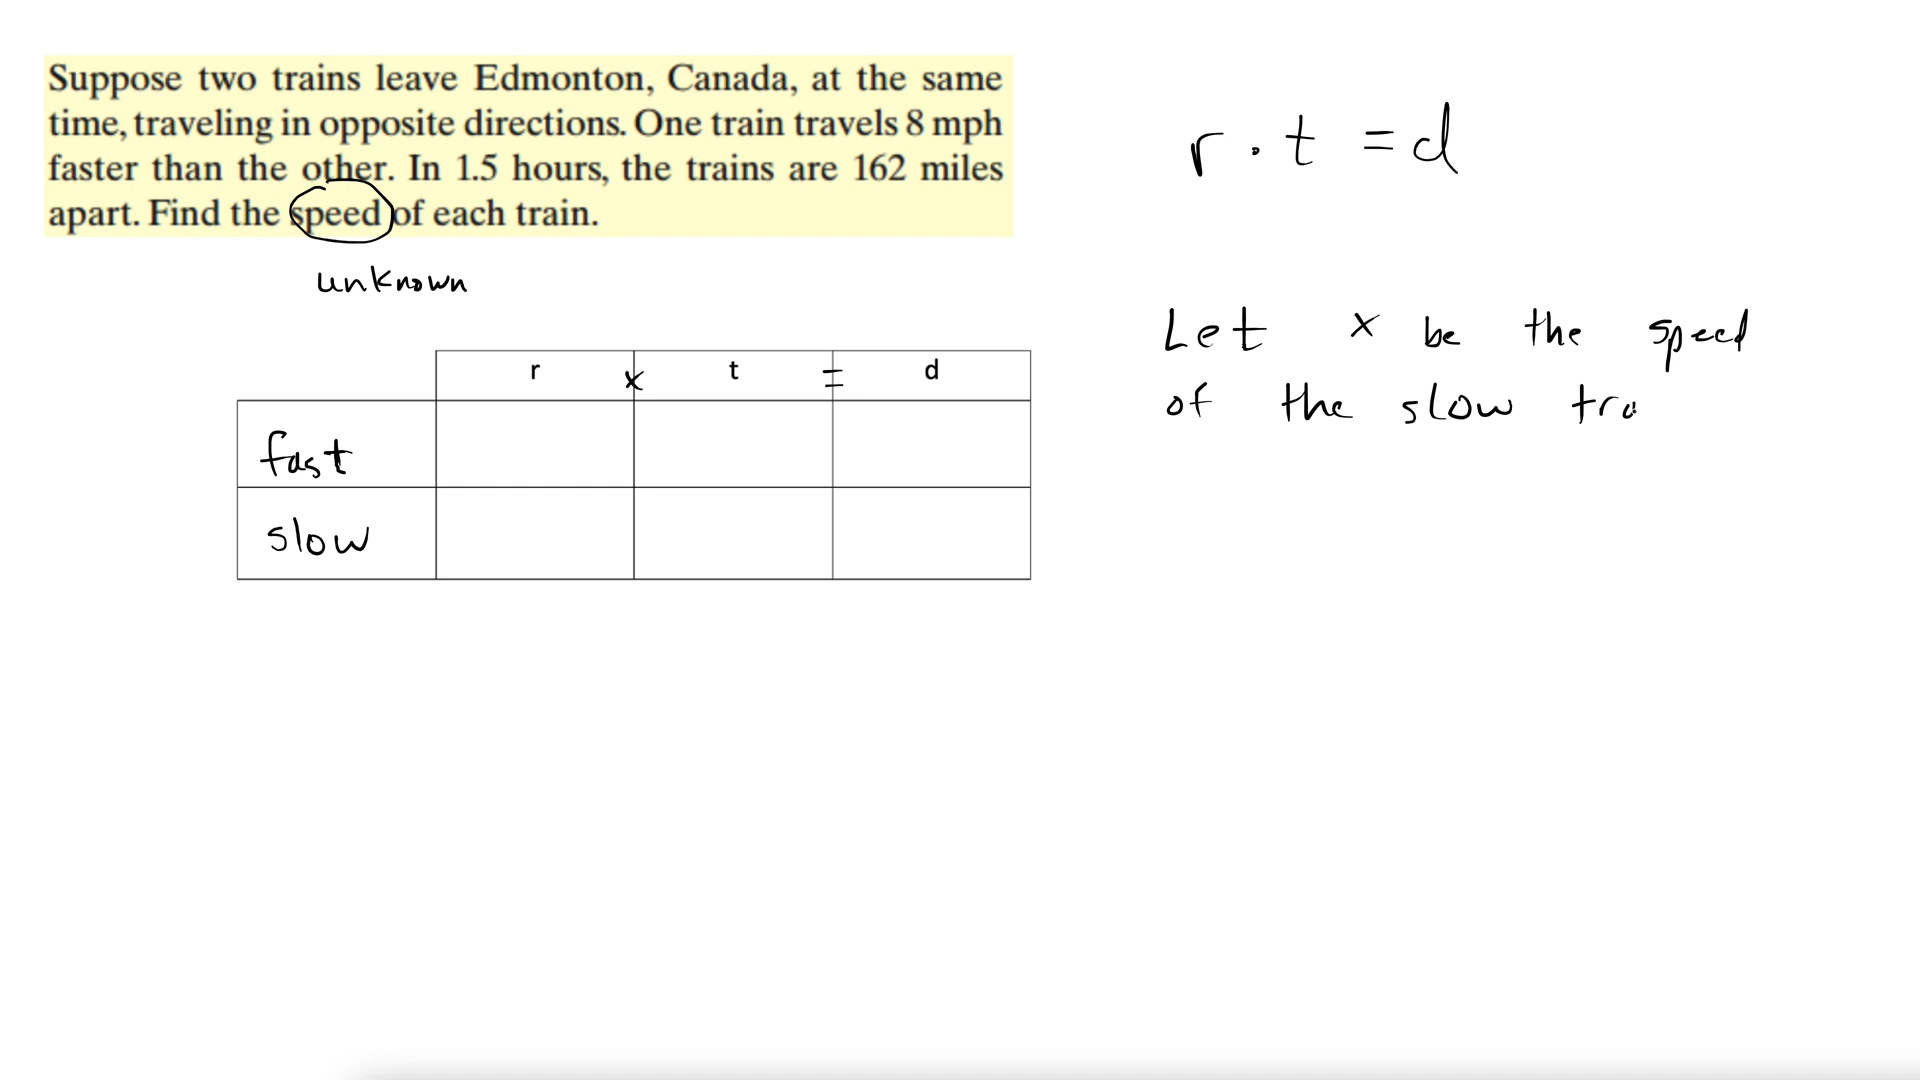 Suppose two trains leave Edmonton, Canada, at the same
time, traveling in opposite directions. One train travels 8 mph
faster than the other. In 1.5 hours, the trains are 162 miles
apart. Find the speed of each train.
unknown
r · t = d
Let x be the speed
of the slow tra
r x t = d
fast
slow